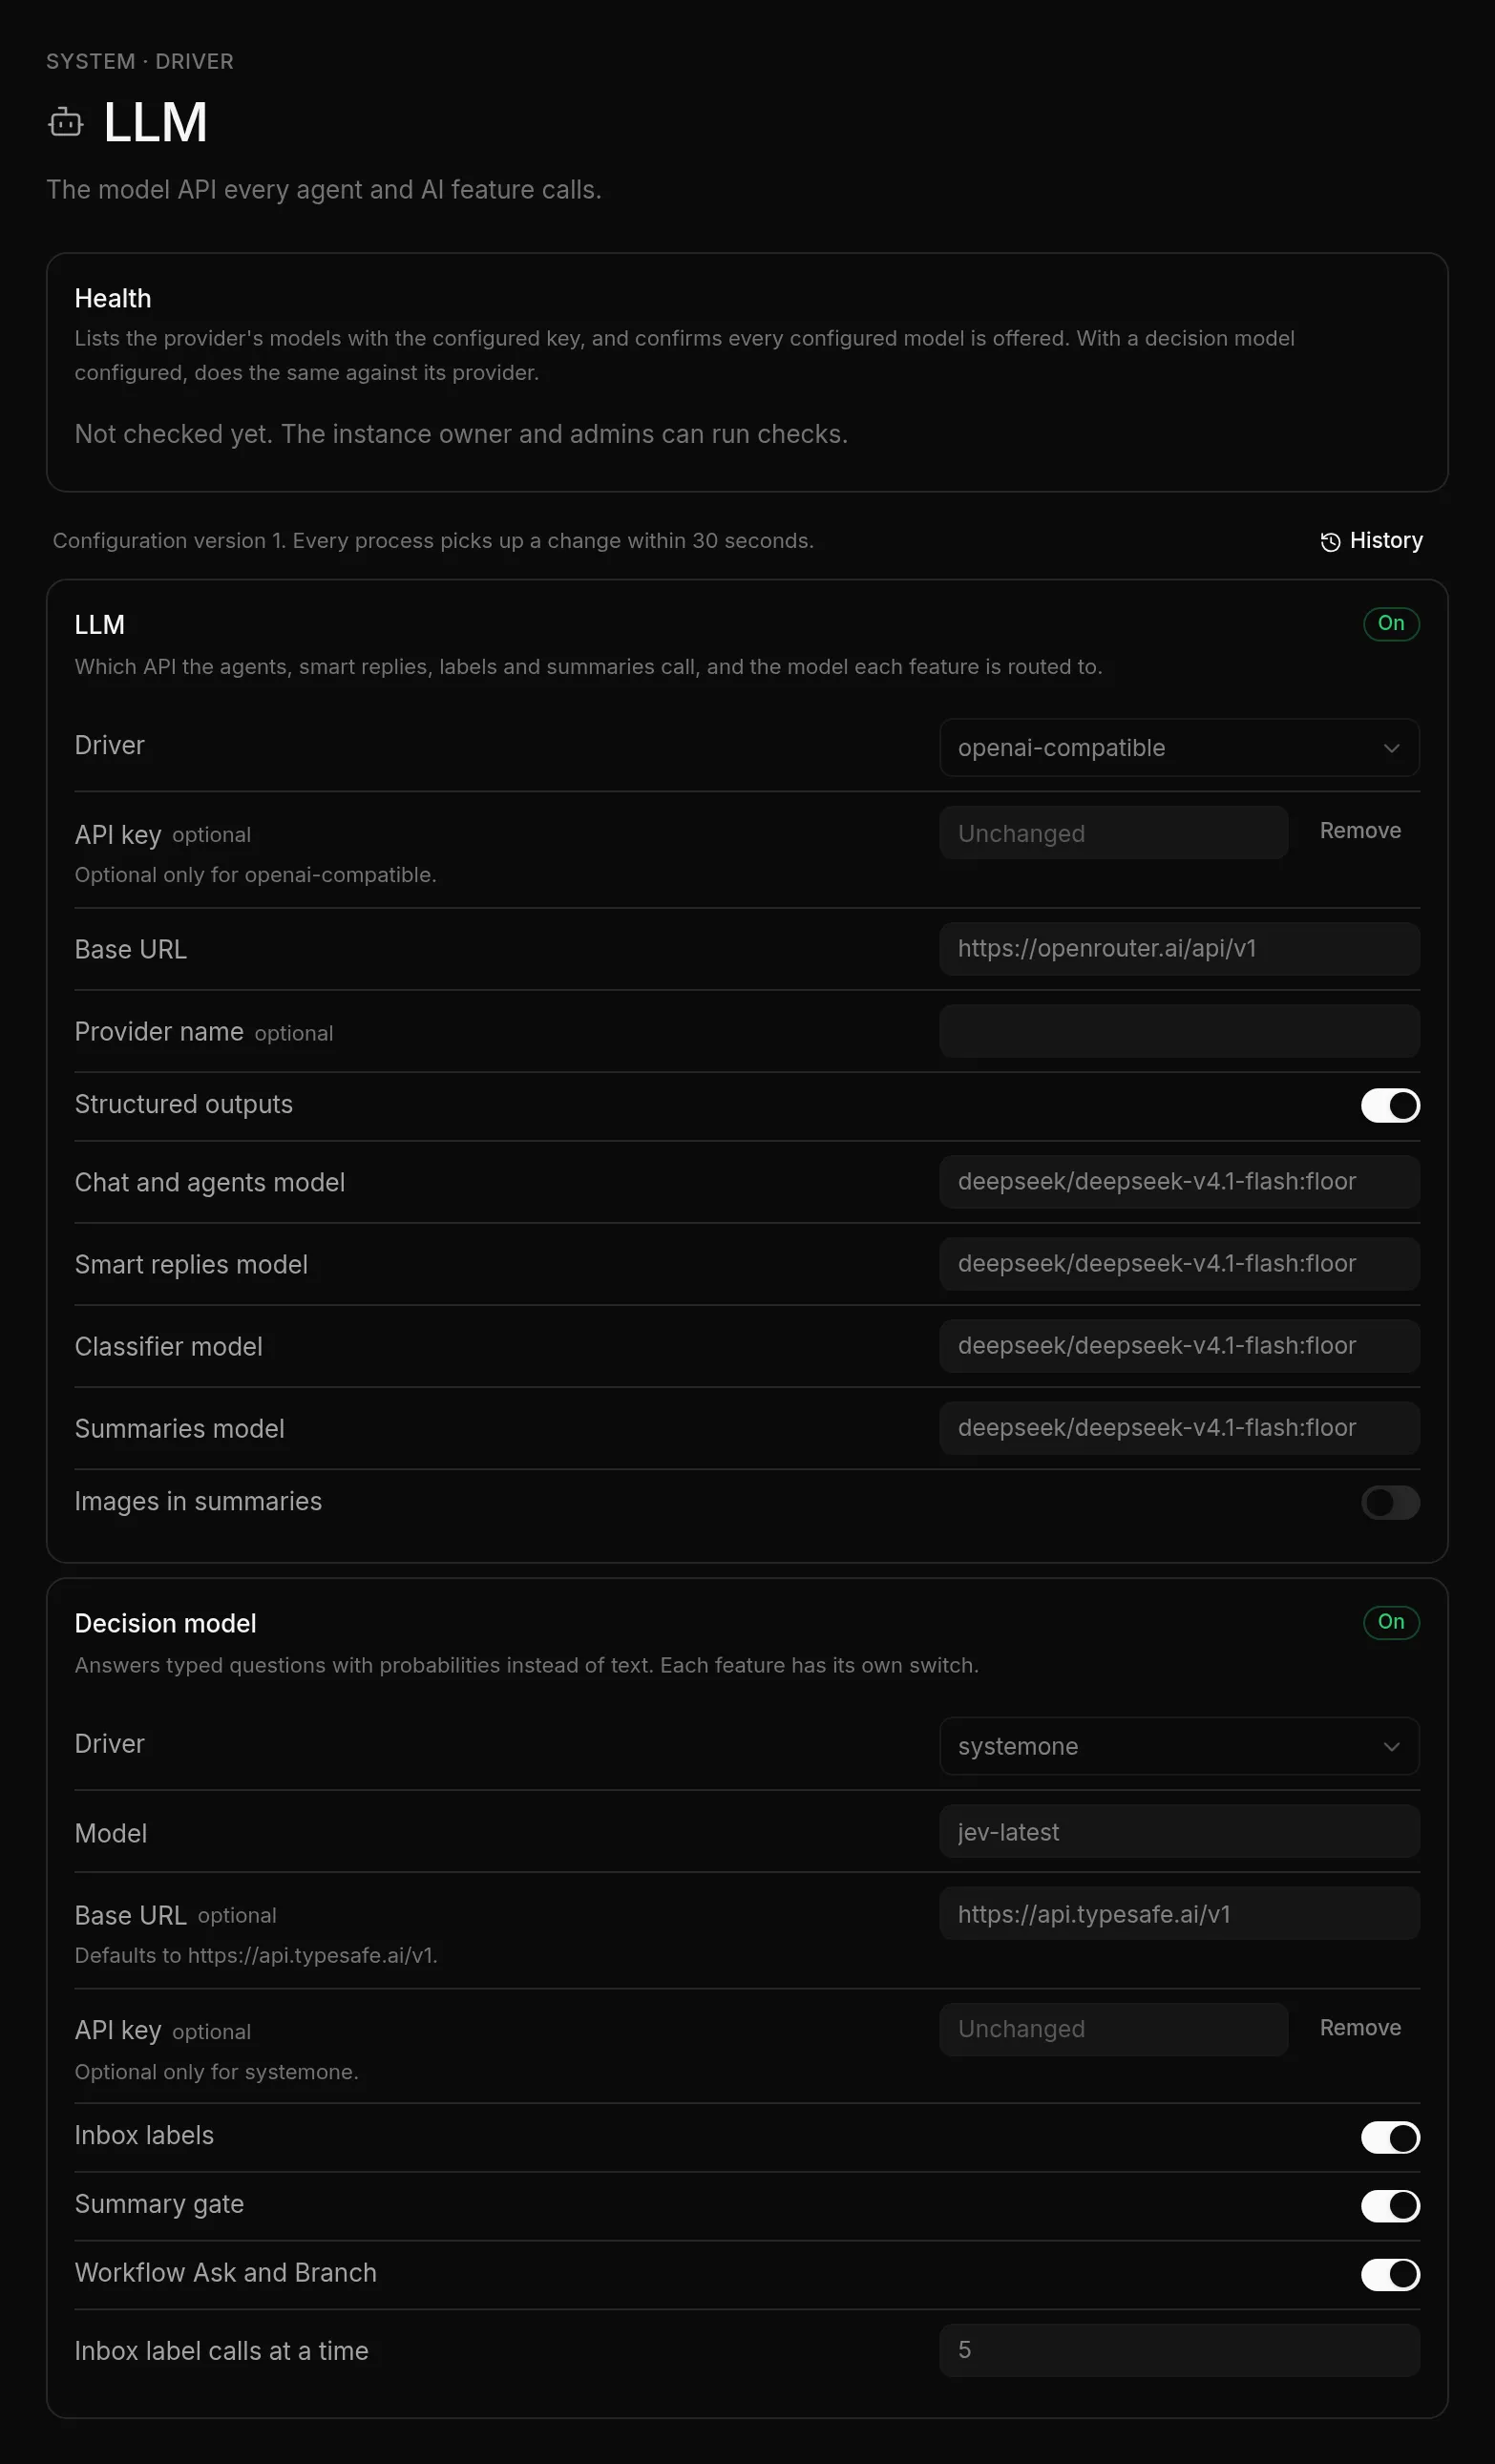 SYSTEM · DRIVER
LLM
The model API every agent and AI feature calls.
Health
Lists the provider's models with the configured key, and confirms every configured model is offered. With a decision model
configured, does the same against its provider.
Not checked yet. The instance owner and admins can run checks.
Configuration version 1. Every process picks up a change within 30 seconds.
History
LLM
On
Which API the agents, smart replies, labels and summaries call, and the model each feature is routed to.
Driver
openai-compatible
API key optional
Unchanged
Remove
Optional only for openai-compatible.
Base URL
https://openrouter.ai/api/v1
Provider name optional
Structured outputs
Chat and agents model
deepseek/deepseek-v4.1-flash:floor
Smart replies model
deepseek/deepseek-v4.1-flash:floor
Classifier model
deepseek/deepseek-v4.1-flash:floor
Summaries model
deepseek/deepseek-v4.1-flash:floor
Images in summaries
Decision model
On
Answers typed questions with probabilities instead of text. Each feature has its own switch.
Driver
systemone
Model
jev-latest
Base URL optional
https://api.typesafe.ai/v1
Defaults to https://api.typesafe.ai/v1.
API key optional
Unchanged
Remove
Optional only for systemone.
Inbox labels
Summary gate
Workflow Ask and Branch
Inbox label calls at a time
5